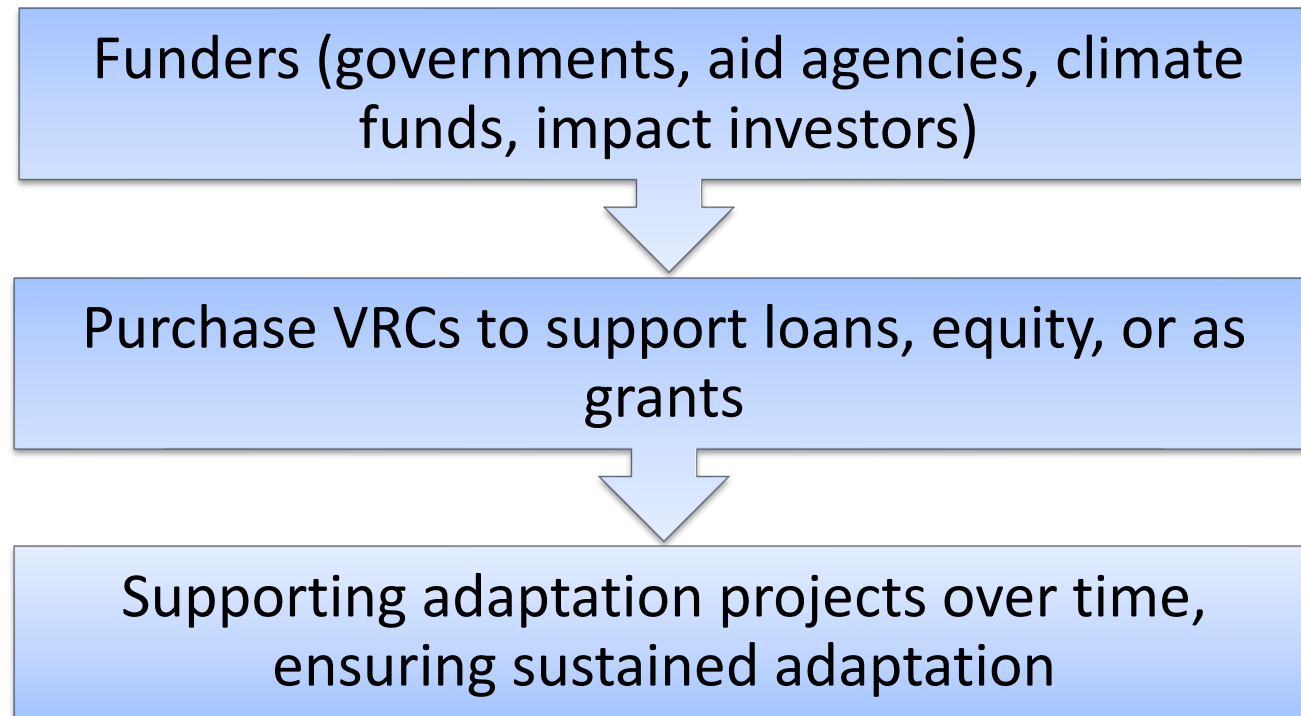 Funders (governments, aid agencies, climate
funds, impact investors)
Purchase VRCs to support loans, equity, or as
grants
Supporting adaptation projects over time,
ensuring sustained adaptation